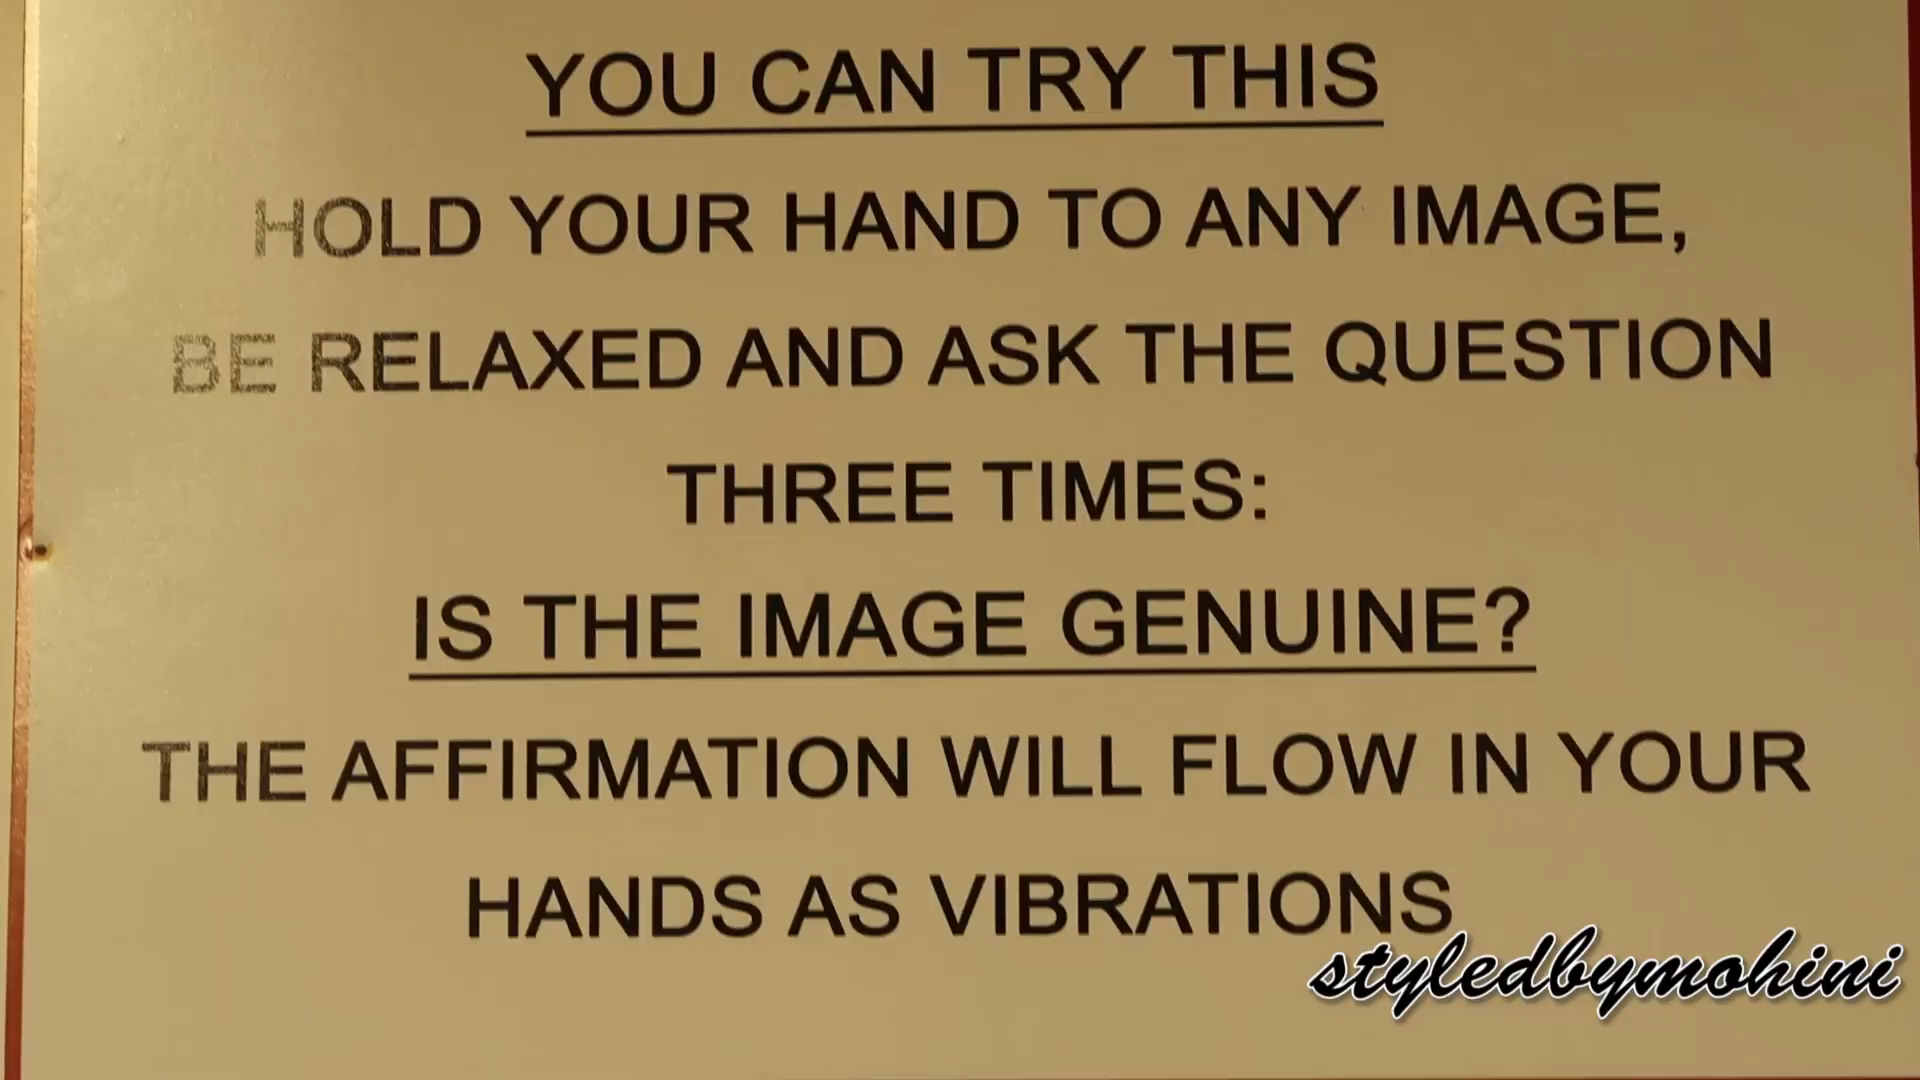 YOU CAN TRY THIS
HOLD YOUR HAND TO ANY IMAGE,
BE RELAXED AND ASK THE QUESTION
THREE TIMES:
IS THE IMAGE GENUINE?
THE AFFIRMATION WILL FLOW IN YOUR
HANDS AS VIBRATIONS
styledbymohini